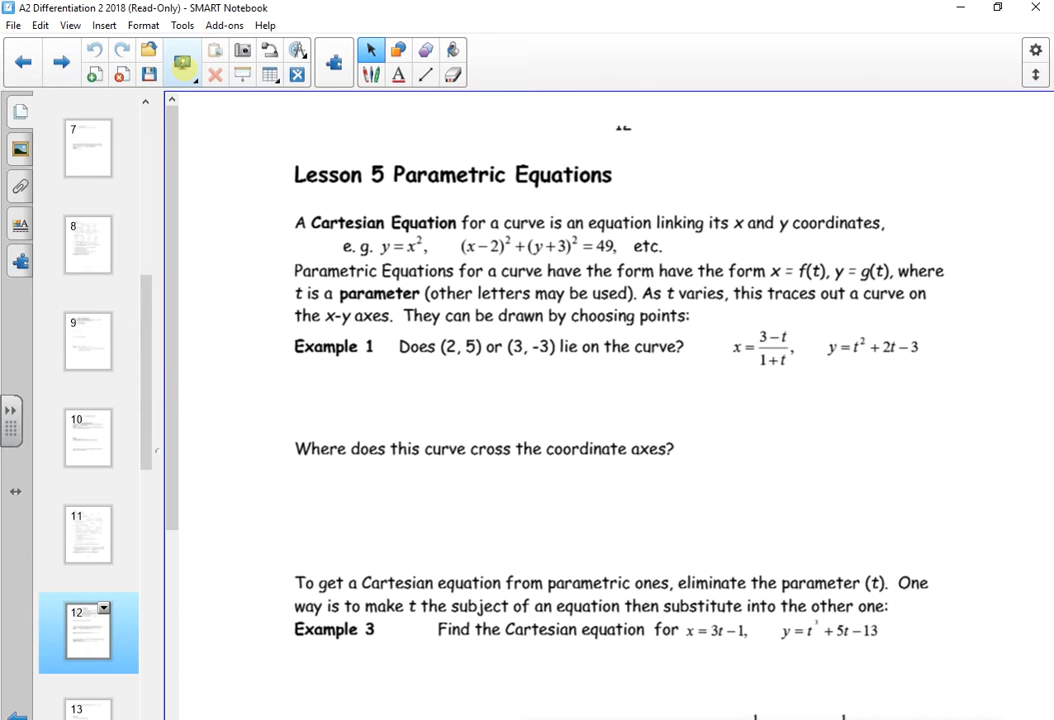 A2 Differentiation 2 2018 (Read-Only) - SMART Notebook
File Edit View Insert Format Tools Add-ons Help
7
8
9
10
11
12
13
Lesson 5 Parametric Equations
A Cartesian Equation for a curve is an equation linking its x and y coordinates,
e. g. y = x², (x − 2)² + (y + 3)² = 49, etc.
Parametric Equations for a curve have the form have the form x = f(t), y = g(t), where
t is a parameter (other letters may be used). As t varies, this traces out a curve on
the x-y axes. They can be drawn by choosing points:
Example 1 Does (2, 5) or (3, -3) lie on the curve? x = (3 − t)/(1 + t), y = t² + 2t − 3
Where does this curve cross the coordinate axes?
To get a Cartesian equation from parametric ones, eliminate the parameter (t). One
way is to make t the subject of an equation then substitute into the other one:
Example 3 Find the Cartesian equation for x = 3t − 1, y = t³ + 5t − 13